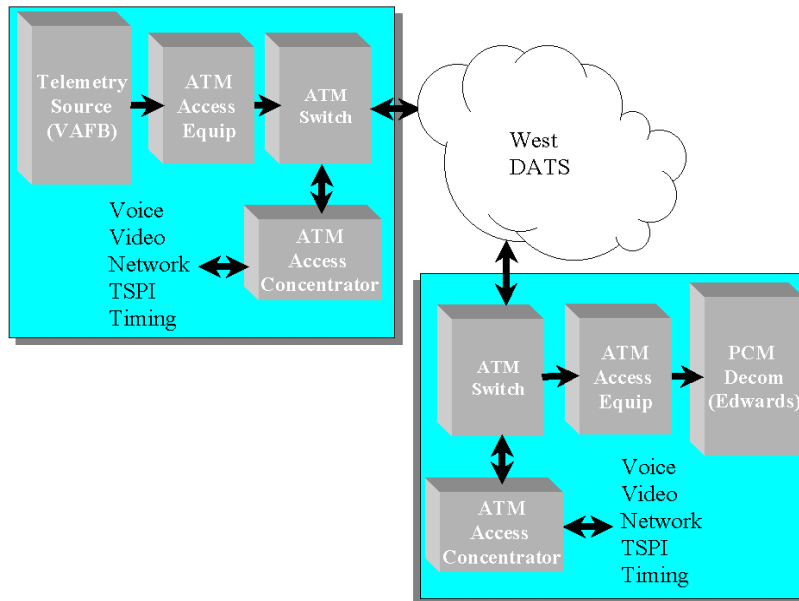 Telemetry
Source
(VAFB)
ATM
Access
Equip
ATM
Switch
West
DATS
Voice
Video
Network
TSPI
Timing
ATM
Access
Concentrator
ATM
Switch
ATM
Access
Equip
PCM
Decom
(Edwards)
ATM
Access
Concentrator
Voice
Video
Network
TSPI
Timing